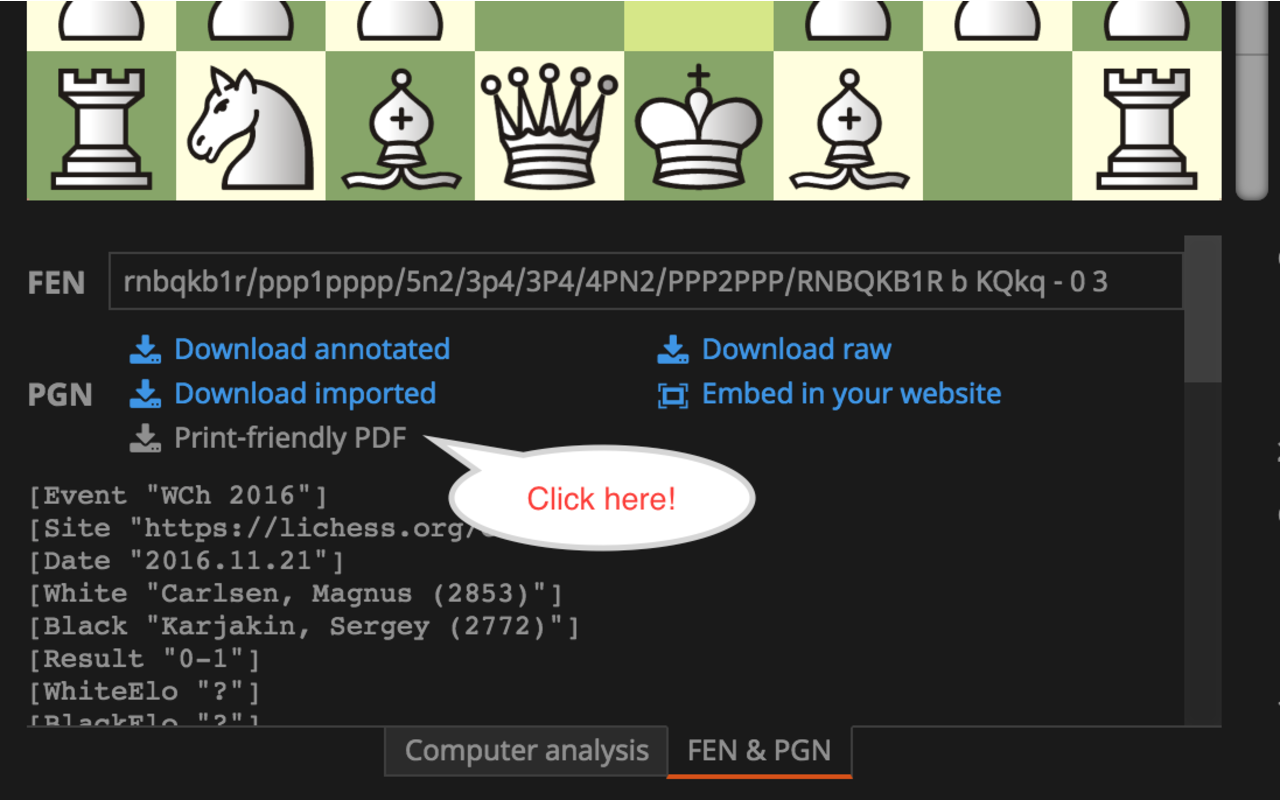 FEN rnbqkb1r/ppp1pppp/5n2/3p4/3P4/4PN2/PPP2PPP/RNBQKB1R b KQkq - 0 3
Download annotated Download raw
PGN Download imported Embed in your website
Print-friendly PDF
Click here!
[Event "WCh 2016"]
[Site "https://lichess.org/
[Date "2016.11.21"]
[White "Carlsen, Magnus (2853)"]
[Black "Karjakin, Sergey (2772)"]
[Result "0-1"]
[WhiteElo "?"]
[BlackElo "?"]
Computer analysis FEN & PGN